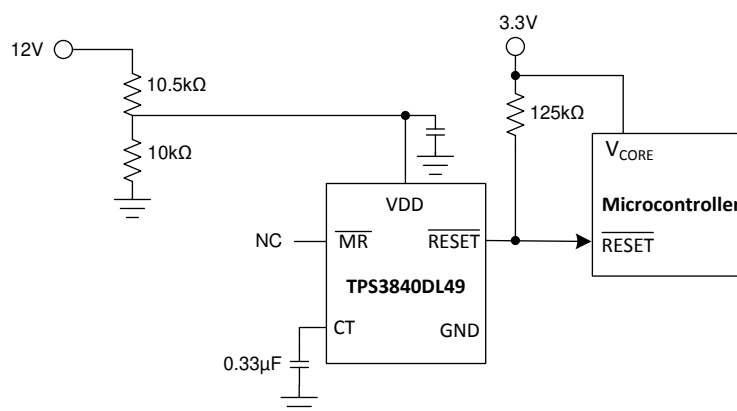 12V
10.5kΩ
10kΩ
3.3V
125kΩ
VCORE
Microcontroller
RESET
VDD
NC
MR
RESET
TPS3840DL49
CT
GND
0.33µF